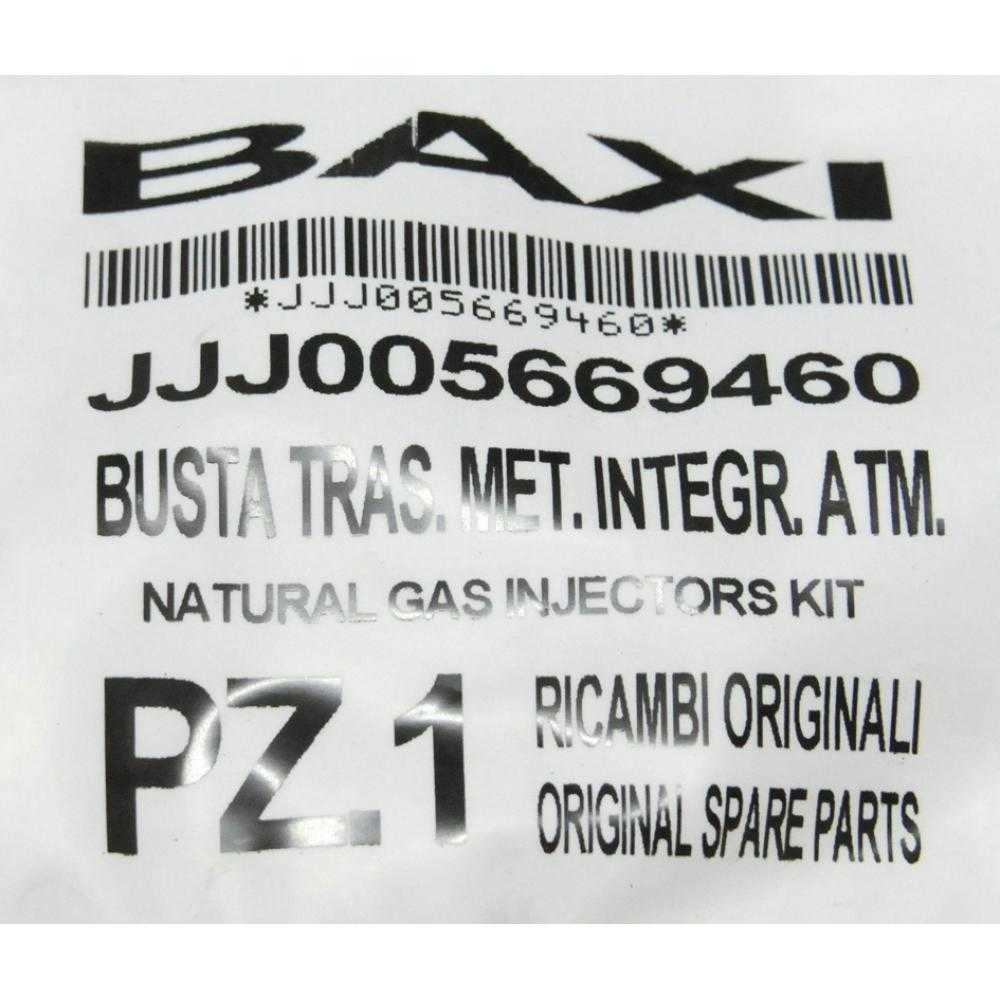 BAXI
*JJJ005669460*
JJJ005669460
BUSTA TRAS. MET. INTEGR. ATM.
NATURAL GAS INJECTORS KIT
PZ.1
RICAMBI ORIGINALI
ORIGINAL SPARE PARTS